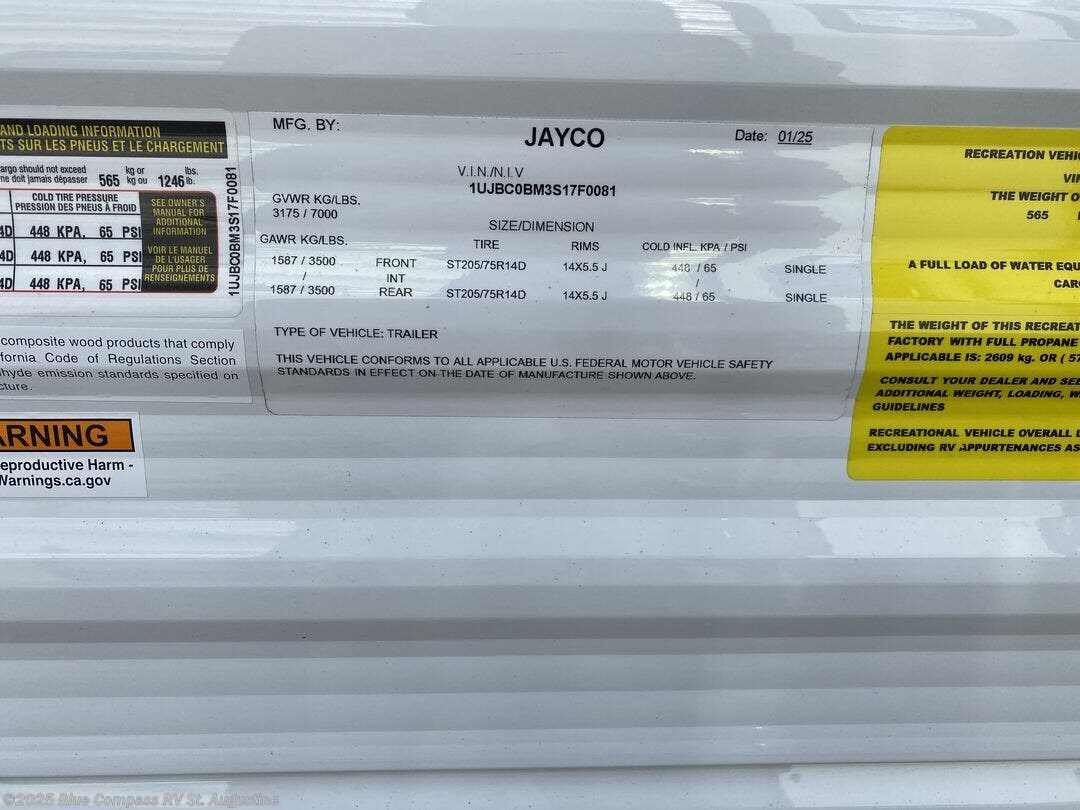 AND LOADING INFORMATION
TS SUR LES PNEUS ET LE CHARGEMENT
argo should not exceed 565 kg or 1246 lbs.
ne doit jamais dépasser kg ou lb.
COLD TIRE PRESSURE
PRESSION DES PNEUS À FROID
4D 448 KPA, 65 PSI
4D 448 KPA, 65 PSI
4D 448 KPA, 65 PSI
SEE OWNER'S
MANUAL FOR
ADDITIONAL
INFORMATION
VOIR LE MANUEL
DE L'USAGER
POUR PLUS DE
RENSEIGNEMENTS
1UJBC0BM3S17F0081
composite wood products that comply
fornia Code of Regulations Section
hyde emission standards specified on
cture.
ARNING
eproductive Harm -
Warnings.ca.gov
MFG. BY: JAYCO Date: 01/25
V.I.N./N.I.V
1UJBC0BM3S17F0081
GVWR KG/LBS.
3175 / 7000
SIZE/DIMENSION
GAWR KG/LBS. TIRE RIMS COLD INFL. KPA / PSI
1587 / 3500 FRONT ST205/75R14D 14X5.5 J 448 / 65 SINGLE
/ INT /
1587 / 3500 REAR ST205/75R14D 14X5.5 J 448 / 65 SINGLE
TYPE OF VEHICLE: TRAILER
THIS VEHICLE CONFORMS TO ALL APPLICABLE U.S. FEDERAL MOTOR VEHICLE SAFETY
STANDARDS IN EFFECT ON THE DATE OF MANUFACTURE SHOWN ABOVE.
RECREATION VEHIC
VIN
THE WEIGHT O
565
A FULL LOAD OF WATER EQU
CARG
THE WEIGHT OF THIS RECREAT
FACTORY WITH FULL PROPANE
APPLICABLE IS: 2609 kg. OR ( 57
CONSULT YOUR DEALER AND SEE
ADDITIONAL WEIGHT, LOADING, W
GUIDELINES
RECREATIONAL VEHICLE OVERALL L
EXCLUDING RV APPURTENANCES AS
©2025 Blue Compass RV St. Augustine